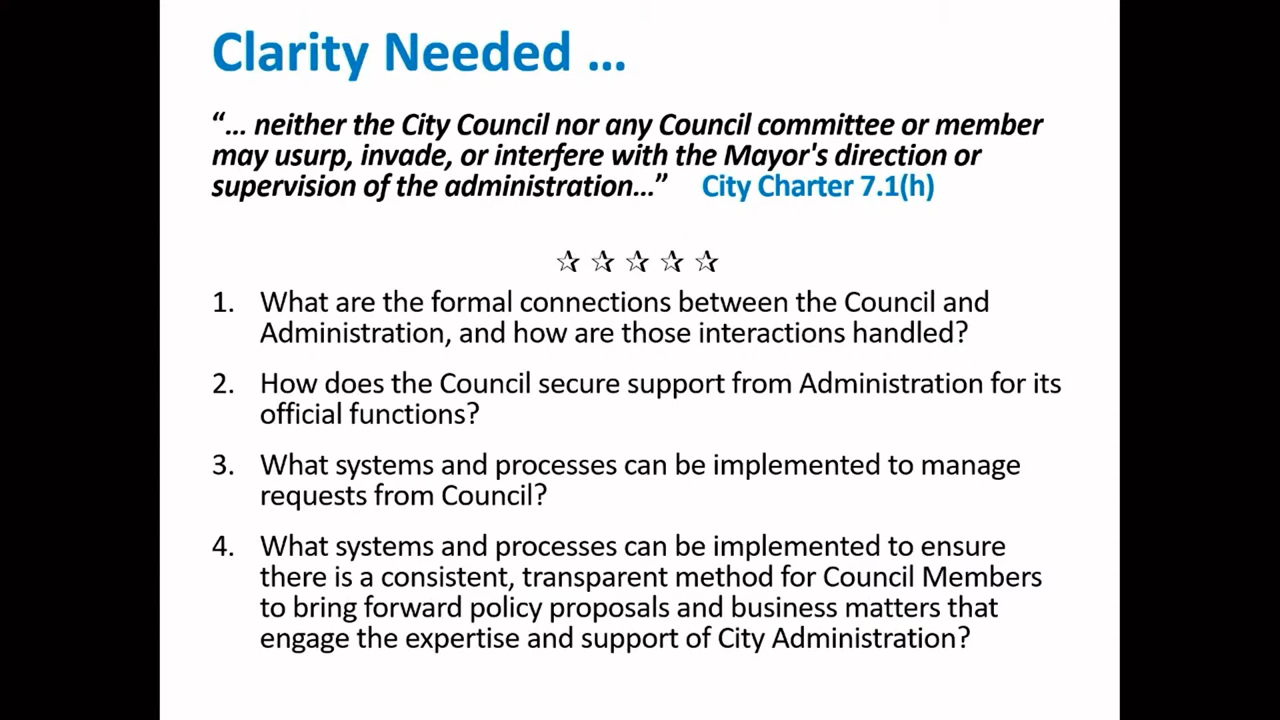 Clarity Needed ...
“... neither the City Council nor any Council committee or member
may usurp, invade, or interfere with the Mayor's direction or
supervision of the administration...” City Charter 7.1(h)
☆ ☆ ☆ ☆ ☆
1. What are the formal connections between the Council and
Administration, and how are those interactions handled?
2. How does the Council secure support from Administration for its
official functions?
3. What systems and processes can be implemented to manage
requests from Council?
4. What systems and processes can be implemented to ensure
there is a consistent, transparent method for Council Members
to bring forward policy proposals and business matters that
engage the expertise and support of City Administration?